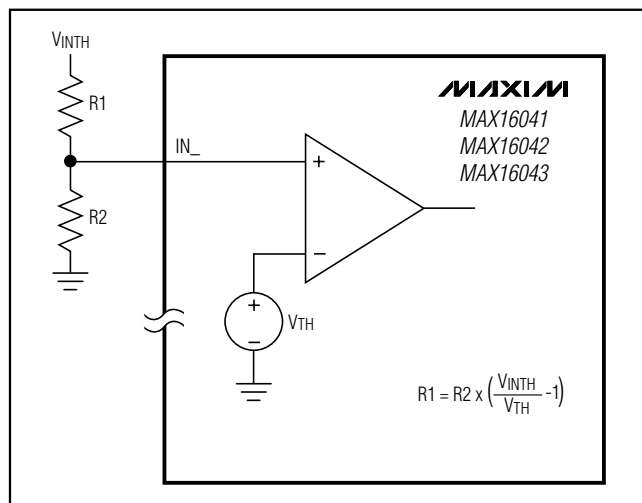 VINTH
R1
R2
IN_
MAXIM
MAX16041
MAX16042
MAX16043
+
−
+
−
VTH
R1 = R2 x (VINTH/VTH -1)